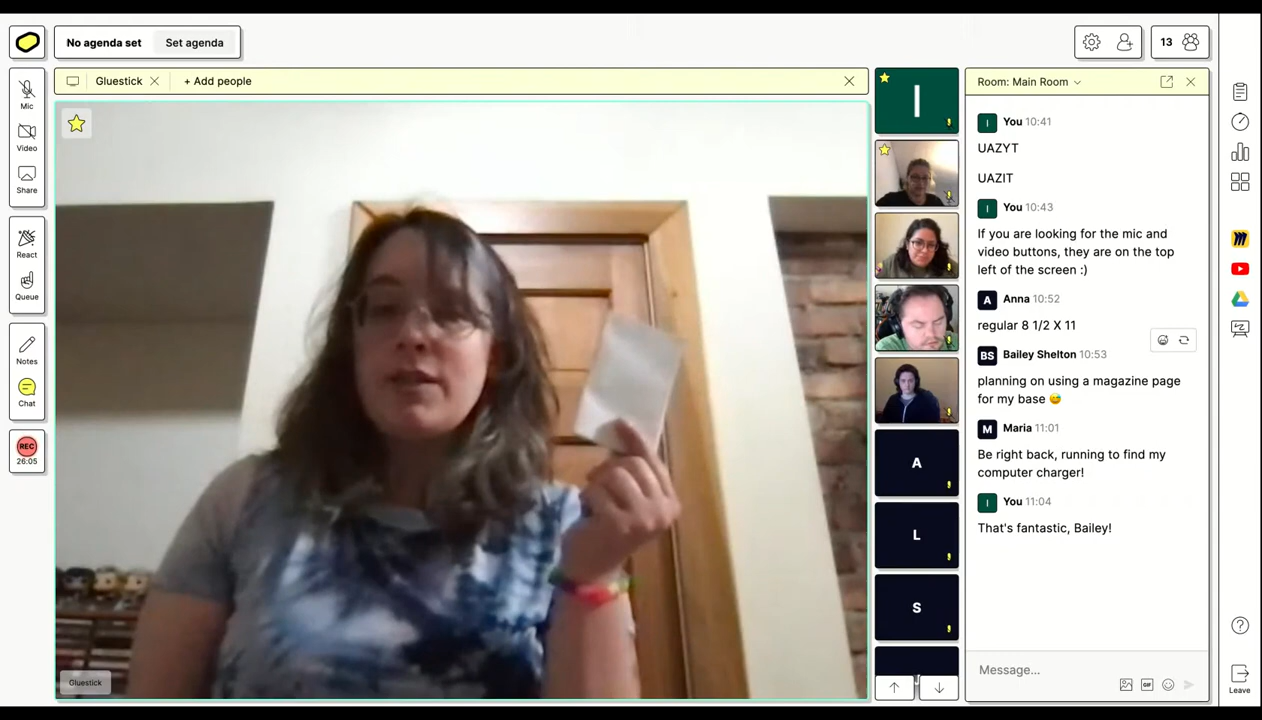 No agenda set
Set agenda
13
Mic
Video
Share
React
Queue
Notes
Chat
REC
26:05
Gluestick
+ Add people
Gluestick
I
A
L
S
Room: Main Room
I
You 10:41
UAZYT
UAZIT
I
You 10:43
If you are looking for the mic and
video buttons, they are on the top
left of the screen :)
A
Anna 10:52
regular 8 1/2 X 11
BS
Bailey Shelton 10:53
planning on using a magazine page
for my base 😅
M
Maria 11:01
Be right back, running to find my
computer charger!
I
You 11:04
That's fantastic, Bailey!
Message...
GIF
Leave